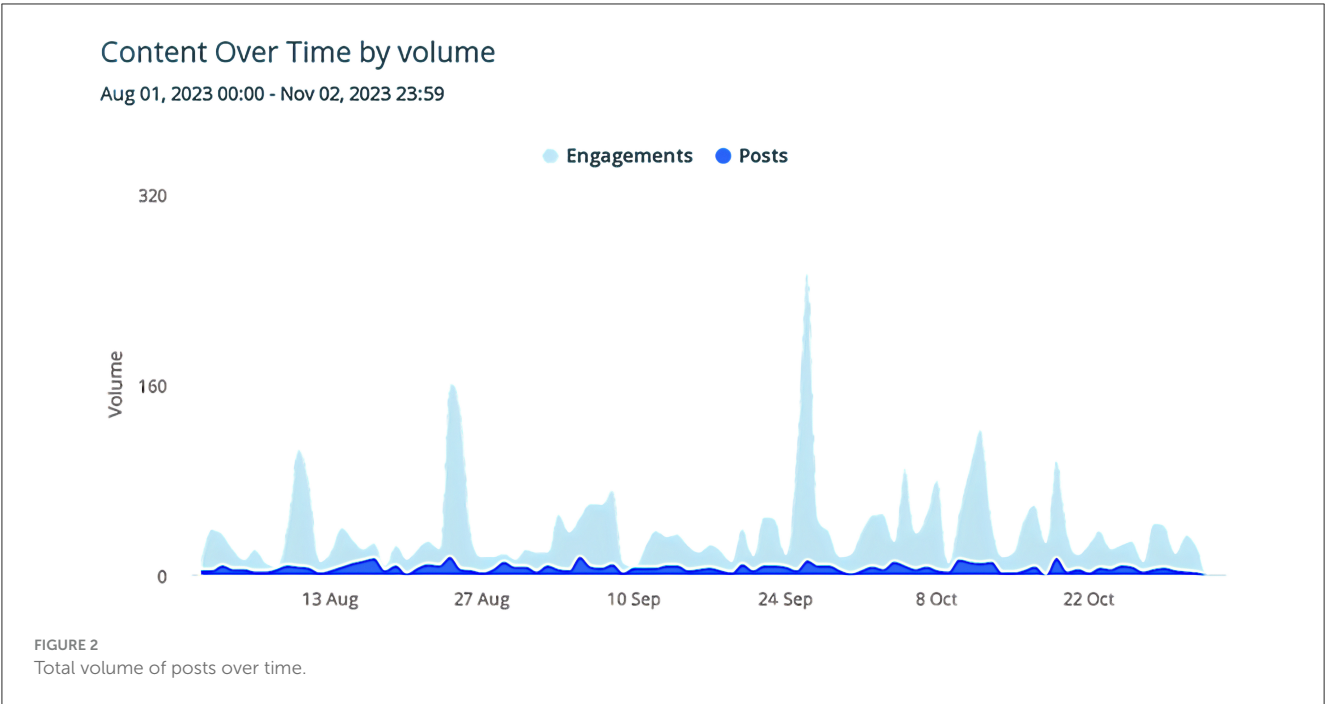 Content Over Time by volume
Aug 01, 2023 00:00 - Nov 02, 2023 23:59
Engagements Posts
320
Volume
160
0
13 Aug 27 Aug 10 Sep 24 Sep 8 Oct 22 Oct
FIGURE 2
Total volume of posts over time.